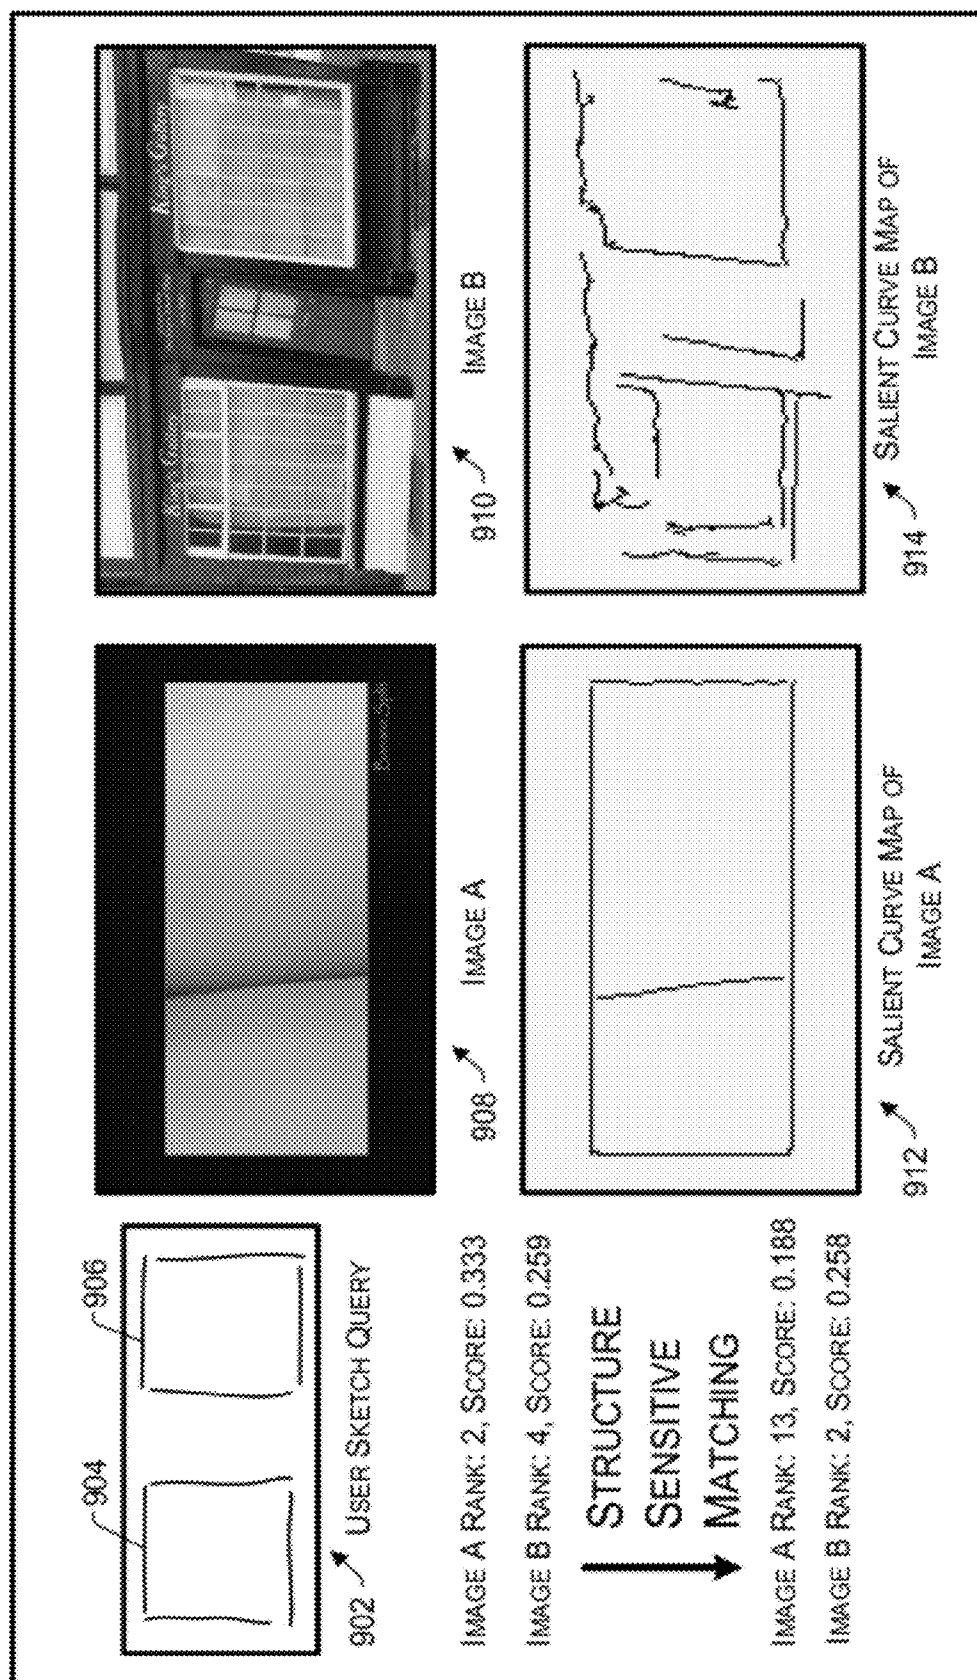 904
906
902
USER SKETCH QUERY
IMAGE A RANK: 2, SCORE: 0.333
IMAGE B RANK: 4, SCORE: 0.259
STRUCTURE
SENSITIVE
MATCHING
IMAGE A RANK: 13, SCORE: 0.188
IMAGE B RANK: 2, SCORE: 0.258
908
IMAGE A
910
IMAGE B
912
SALIENT CURVE MAP OF
IMAGE A
914
SALIENT CURVE MAP OF
IMAGE B